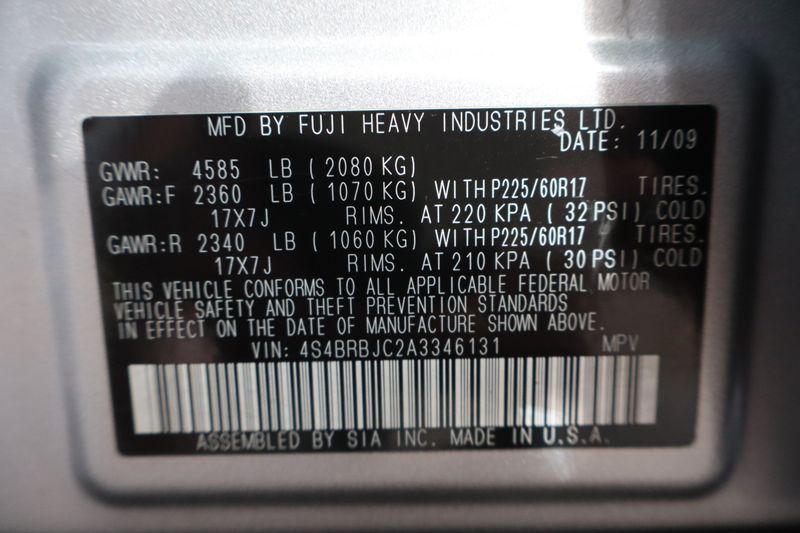 MFD BY FUJI HEAVY INDUSTRIES LTD.
DATE: 11/09
GVWR: 4585 LB ( 2080 KG)
GAWR:F 2360 LB ( 1070 KG) WITH P225/60R17 TIRES.
17X7J RIMS. AT 220 KPA ( 32 PSI) COLD
GAWR:R 2340 LB ( 1060 KG) WITH P225/60R17 TIRES.
17X7J RIMS. AT 210 KPA ( 30 PSI) COLD
THIS VEHICLE CONFORMS TO ALL APPLICABLE FEDERAL MOTOR
VEHICLE SAFETY AND THEFT PREVENTION STANDARDS
IN EFFECT ON THE DATE OF MANUFACTURE SHOWN ABOVE.
VIN: 4S4BRBJC2A3346131 MPV
ASSEMBLED BY SIA INC. MADE IN U.S.A.